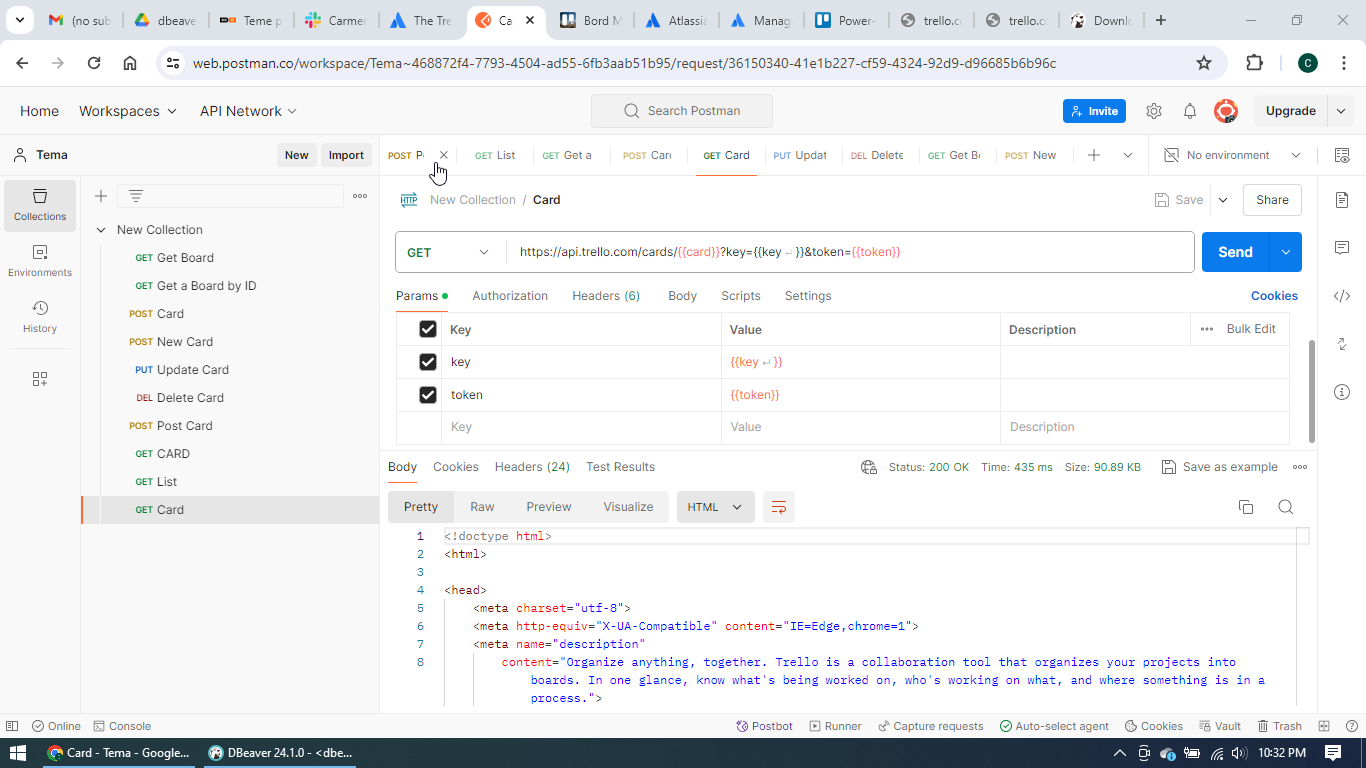 (no sub
dbeave
Teme p
Carmen
The Tre
Ca
Bord M
Atlassia
Manag
Power-
trello.c
trello.c
Downlo
web.postman.co/workspace/Tema~468872f4-7793-4504-ad55-6fb3aab51b95/request/36150340-41e1b227-cf59-4324-92d9-d96685b6b96c
C
Home Workspaces API Network Search Postman Invite Upgrade
Tema New Import
POST Po GET List GET Get a POST Card GET Card PUT Updat DEL Delete GET Get B POST New No environment
Collections
Environments
History
New Collection
GET Get Board
GET Get a Board by ID
POST Card
POST New Card
PUT Update Card
DEL Delete Card
POST Post Card
GET CARD
GET List
GET Card
HTTP New Collection / Card Save Share
GET https://api.trello.com/cards/{{card}}?key={{key ↵}}&token={{token}} Send
Params Authorization Headers (6) Body Scripts Settings Cookies
Key Value Description Bulk Edit
key {{key ↵}}
token {{token}}
Key Value Description
Body Cookies Headers (24) Test Results Status: 200 OK Time: 435 ms Size: 90.89 KB Save as example
Pretty Raw Preview Visualize HTML
1 <!doctype html>
2 <html>
3
4 <head>
5 <meta charset="utf-8">
6 <meta http-equiv="X-UA-Compatible" content="IE=Edge,chrome=1">
7 <meta name="description"
8 content="Organize anything, together. Trello is a collaboration tool that organizes your projects into
boards. In one glance, know what's being worked on, who's working on what, and where something is in a
process.">
Online Console Postbot Runner Capture requests Auto-select agent Cookies Vault Trash
Card - Tema - Google... DBeaver 24.1.0 - <dbe... 10:32 PM